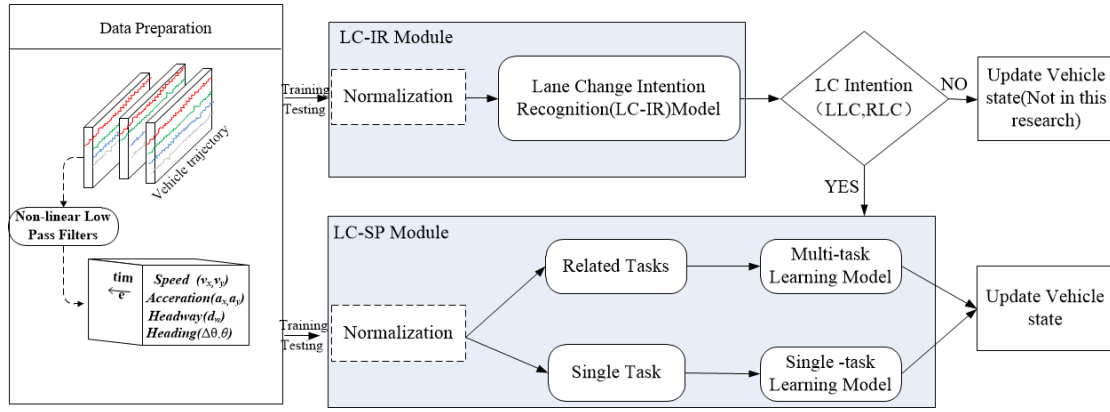 Data Preparation
Vehicle trajectory
Non-linear Low
Pass Filters
tim
e
Speed (vx,vy)
Acceration(ax,ay)
Headway(dn)
Heading(Δθ,θ)
Training
Testing
LC-IR Module
Normalization
Lane Change Intention
Recognition(LC-IR)Model
LC Intention
（LLC,RLC）
NO
Update Vehicle
state(Not in this
research)
YES
Training
Testing
LC-SP Module
Normalization
Related Tasks
Multi-task
Learning Model
Single Task
Single -task
Learning Model
Update Vehicle
state